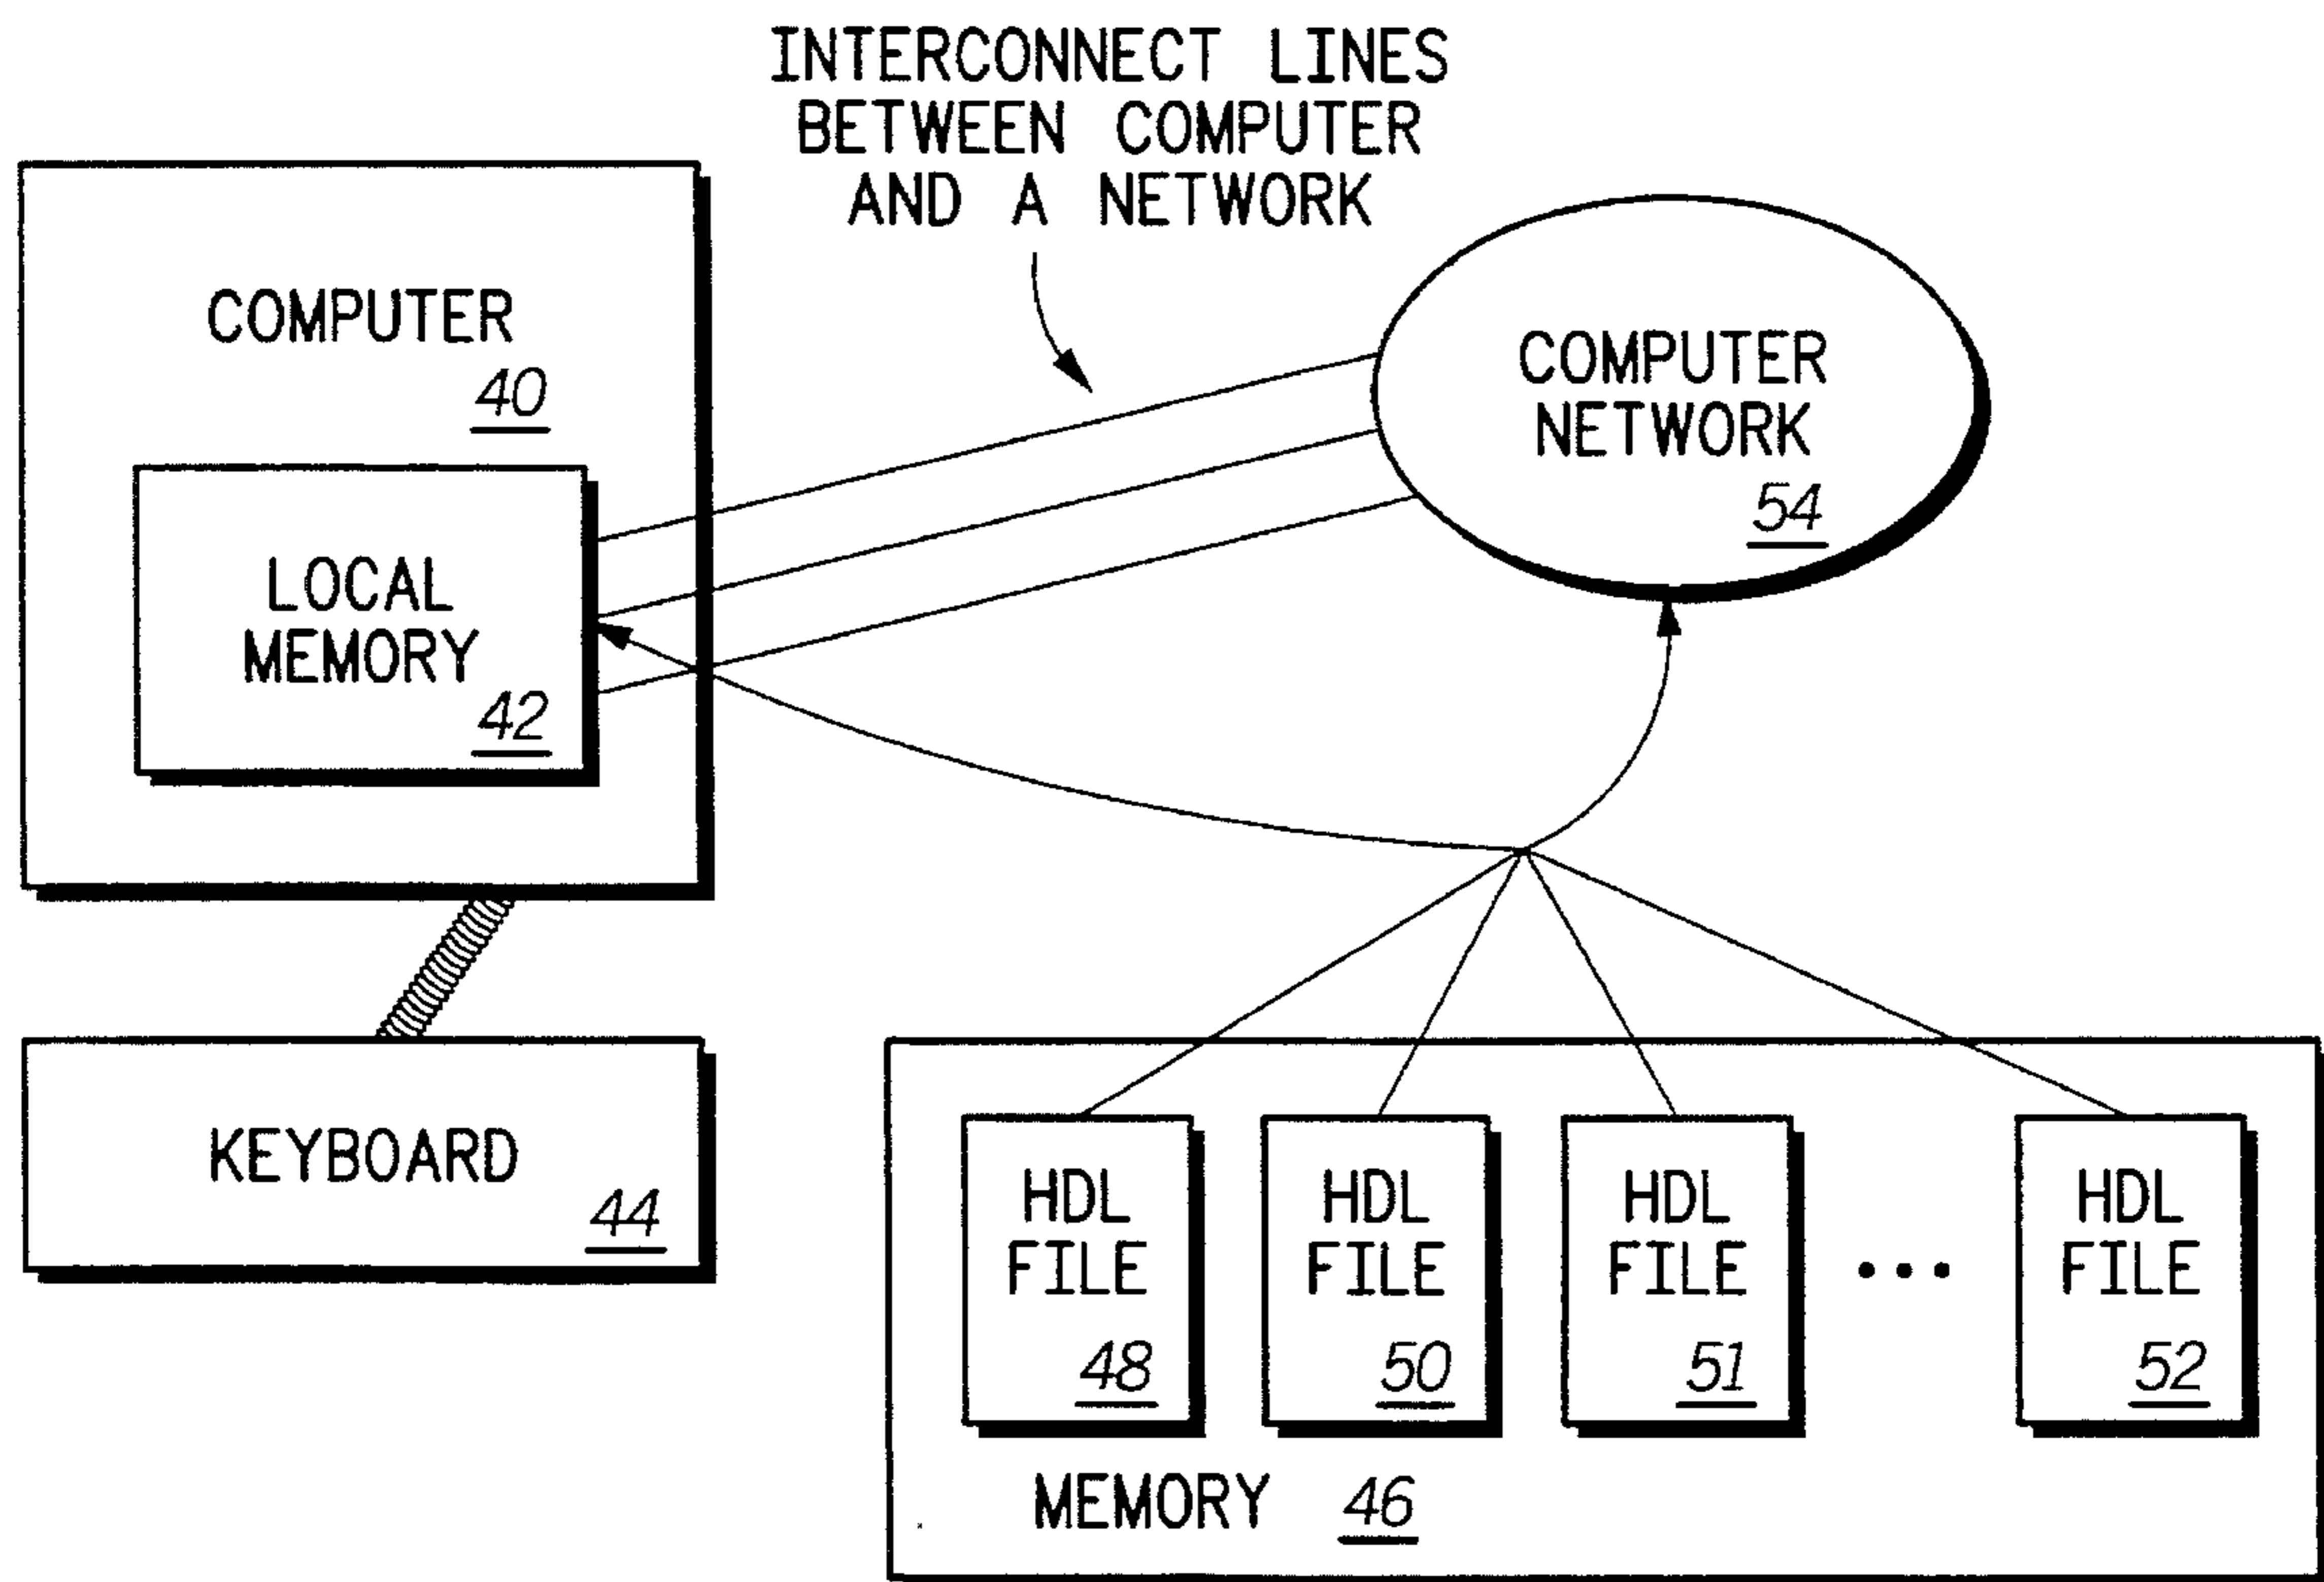 INTERCONNECT LINES
BETWEEN COMPUTER
AND A NETWORK
COMPUTER
40
LOCAL
MEMORY
42
COMPUTER
NETWORK
54
KEYBOARD
44
HDL
FILE
48
HDL
FILE
50
HDL
FILE
51
...
HDL
FILE
52
MEMORY 46